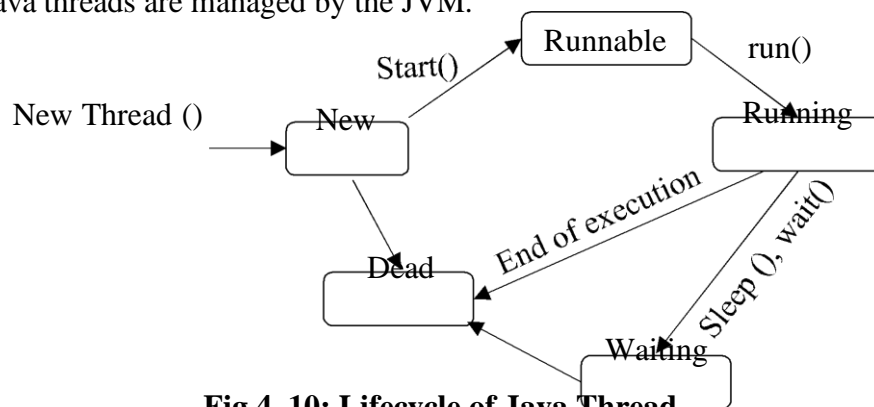 ava threads are managed by the JVM.
Runnable
run()
Start()
New Thread ()
New
Running
End of execution
Sleep (), wait()
Dead
Waiting
Fig 4. 10: Lifecycle of Java Thread